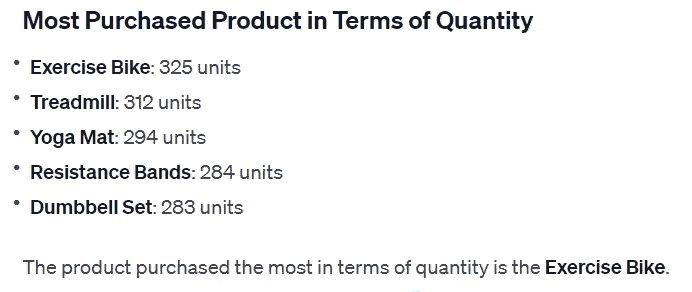 Most Purchased Product in Terms of Quantity
• Exercise Bike: 325 units
• Treadmill: 312 units
• Yoga Mat: 294 units
• Resistance Bands: 284 units
• Dumbbell Set: 283 units
The product purchased the most in terms of quantity is the Exercise Bike.